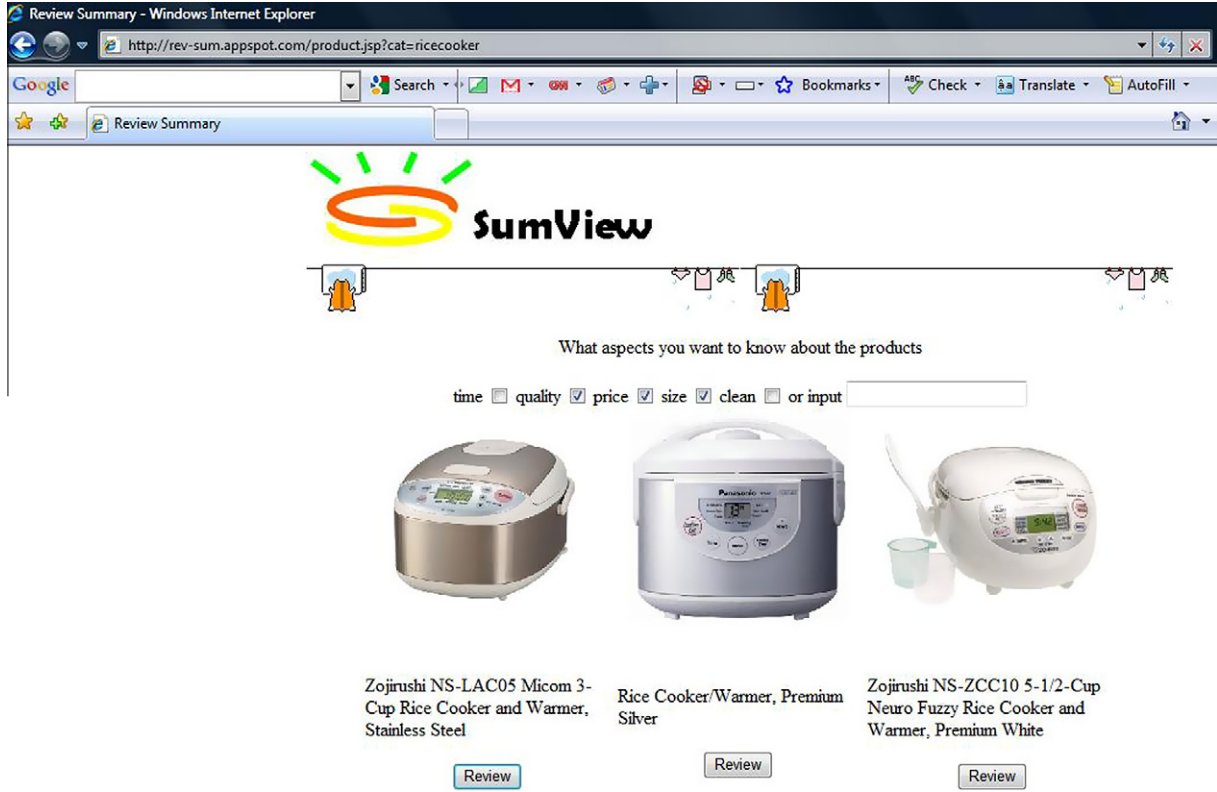 Review Summary - Windows Internet Explorer
http://rev-sum.appspot.com/product.jsp?cat=ricecooker
Google Search Bookmarks Check Translate AutoFill
Review Summary
SumView
What aspects you want to know about the products
time quality price size clean or input
Panasonic
Zojirushi NS-LAC05 Micom 3-
Cup Rice Cooker and Warmer,
Stainless Steel
Rice Cooker/Warmer, Premium
Silver
Zojirushi NS-ZCC10 5-1/2-Cup
Neuro Fuzzy Rice Cooker and
Warmer, Premium White
Review
Review
Review